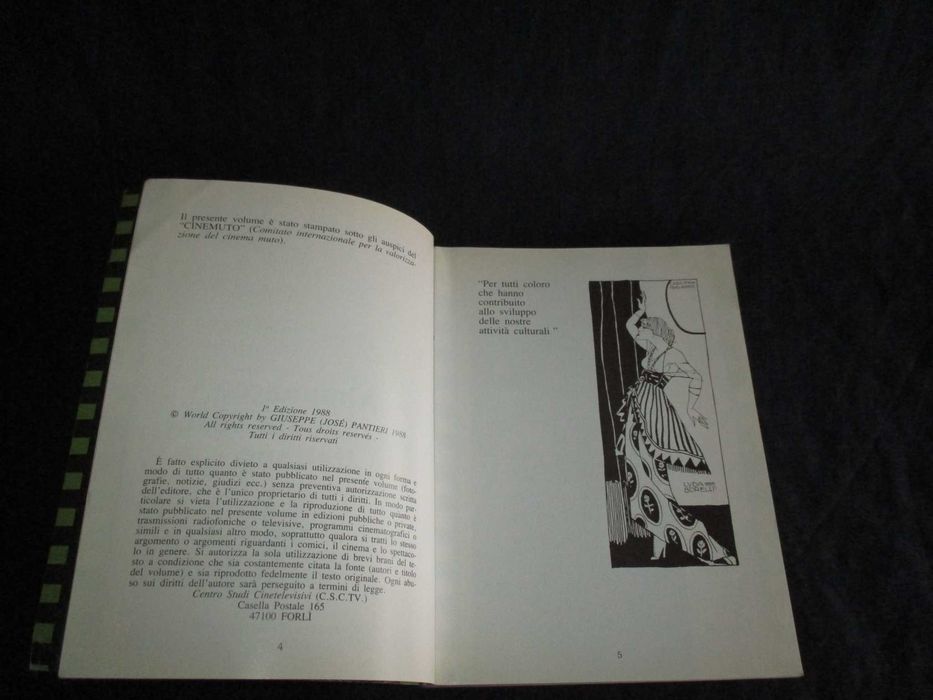 Il presente volume è stato stampato sotto gli auspici del
"CINEMUTO" (Comitato internazionale per la valorizza-
zione del cinema muto).
1ª Edizione 1988
© World Copyright by GIUSEPPE (JOSÉ) PANTIERI 1988
All rights reserved - Tous droits reservés -
Tutti i diritti riservati
È fatto esplicito divieto a qualsiasi utilizzazione in ogni forma e
modo di tutto quanto è stato pubblicato nel presente volume (foto-
grafie, notizie, giudizi ecc.) senza preventiva autorizzazione scritta
dell'editore, che è l'unico proprietario di tutti i diritti. In modo par-
ticolare si vieta l'utilizzazione e la riproduzione di tutto quanto è
stato pubblicato nel presente volume in edizioni pubbliche o private,
trasmissioni radiofoniche o televisive, programmi cinematografici o
simili e in qualsiasi altro modo, soprattutto qualora si tratti lo stesso
argomento o argomenti riguardanti i comici, il cinema e lo spettaco-
lo in genere. Si autorizza la sola utilizzazione di brevi brani del te-
sto a condizione che sia costantemente citata la fonte (autori e titolo
del volume) e sia riprodotto fedelmente il testo originale. Ogni abu-
so sui diritti dell'autore sarà perseguito a termini di legge.
Centro Studi Cinetelevisivi (C.S.C.TV.)
Casella Postale 165
47100 FORLÌ
4
"Per tutti coloro
che hanno
contribuito
allo sviluppo
delle nostre
attività culturali"
LYDA
BORELLI
5